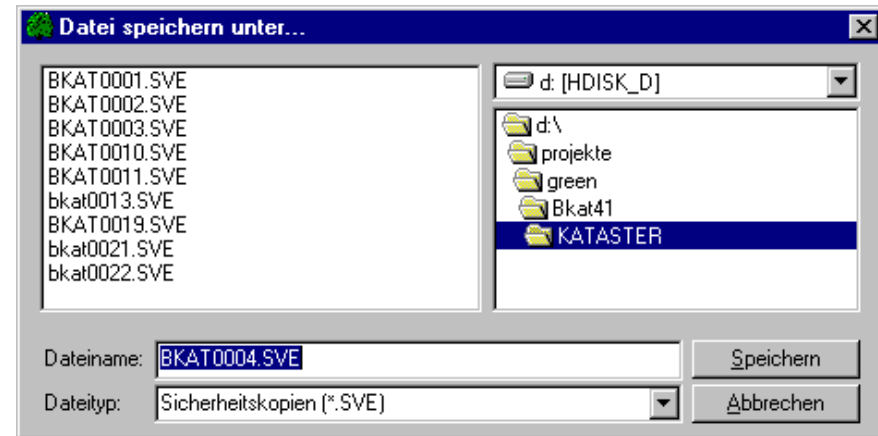 Datei speichern unter...
BKAT0001.SVE
BKAT0002.SVE
BKAT0003.SVE
BKAT0010.SVE
BKAT0011.SVE
bkat0013.SVE
BKAT0019.SVE
bkat0021.SVE
bkat0022.SVE
d: [HDISK_D]
d:\
projekte
green
Bkat41
KATASTER
Dateiname: BKAT0004.SVE Speichern
Dateityp: Sicherheitskopien (*.SVE) Abbrechen